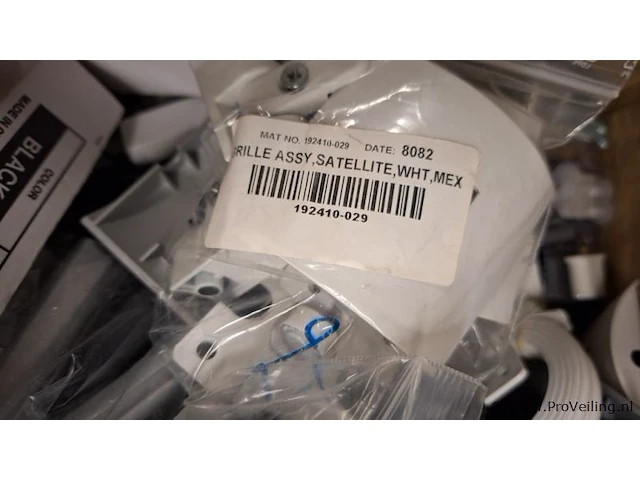 MAT NO. 192410-029 DATE: 8082
RILLE ASSY,SATELLITE,WHT,MEX
192410-029
MADE IN
BLACK
COLOR
www.ProVeiling.nl